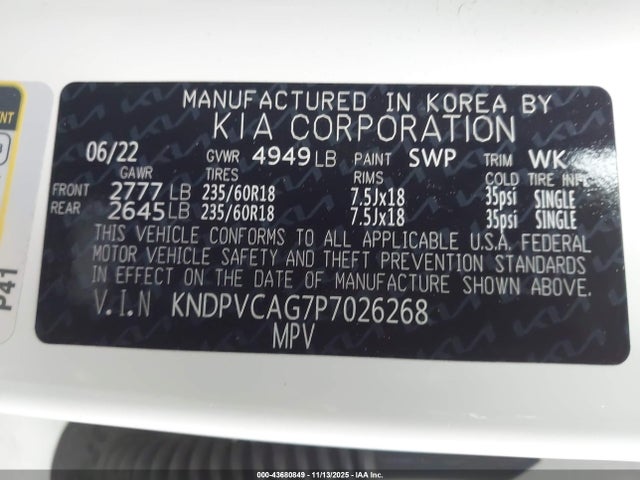 MANUFACTURED IN KOREA BY
KIA CORPORATION
06/22 GVWR 4949 LB PAINT SWP TRIM WK
GAWR TIRES RIMS COLD TIRE INFL
FRONT 2777 LB 235/60R18 7.5Jx18 35psi SINGLE
REAR 2645 LB 235/60R18 7.5Jx18 35psi SINGLE
THIS VEHICLE CONFORMS TO ALL APPLICABLE U.S.A. FEDERAL
MOTOR VEHICLE SAFETY AND THEFT PREVENTION STANDARDS
IN EFFECT ON THE DATE OF MANUFACTURE SHOWN ABOVE.
V.I.N KNDPVCAG7P7026268
MPV
P41
000-43680849 - 11/13/2025 - IAA Inc.